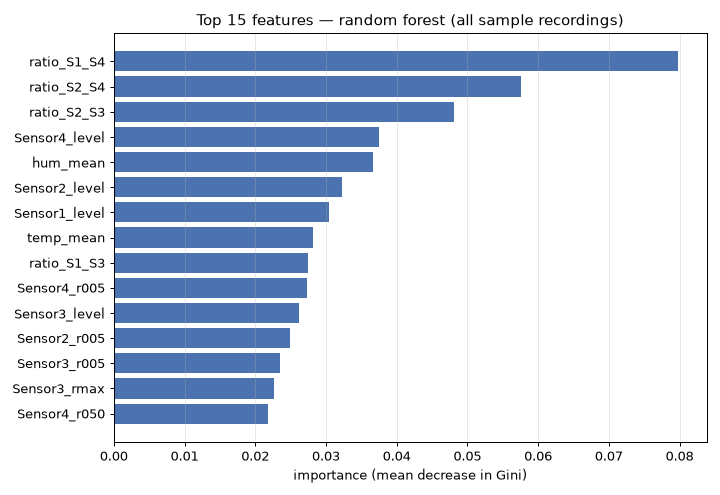 Top 15 features — random forest (all sample recordings)
ratio_S1_S4
ratio_S2_S4
ratio_S2_S3
Sensor4_level
hum_mean
Sensor2_level
Sensor1_level
temp_mean
ratio_S1_S3
Sensor4_r005
Sensor3_level
Sensor2_r005
Sensor3_r005
Sensor3_rmax
Sensor4_r050
0.00 0.01 0.02 0.03 0.04 0.05 0.06 0.07 0.08
importance (mean decrease in Gini)